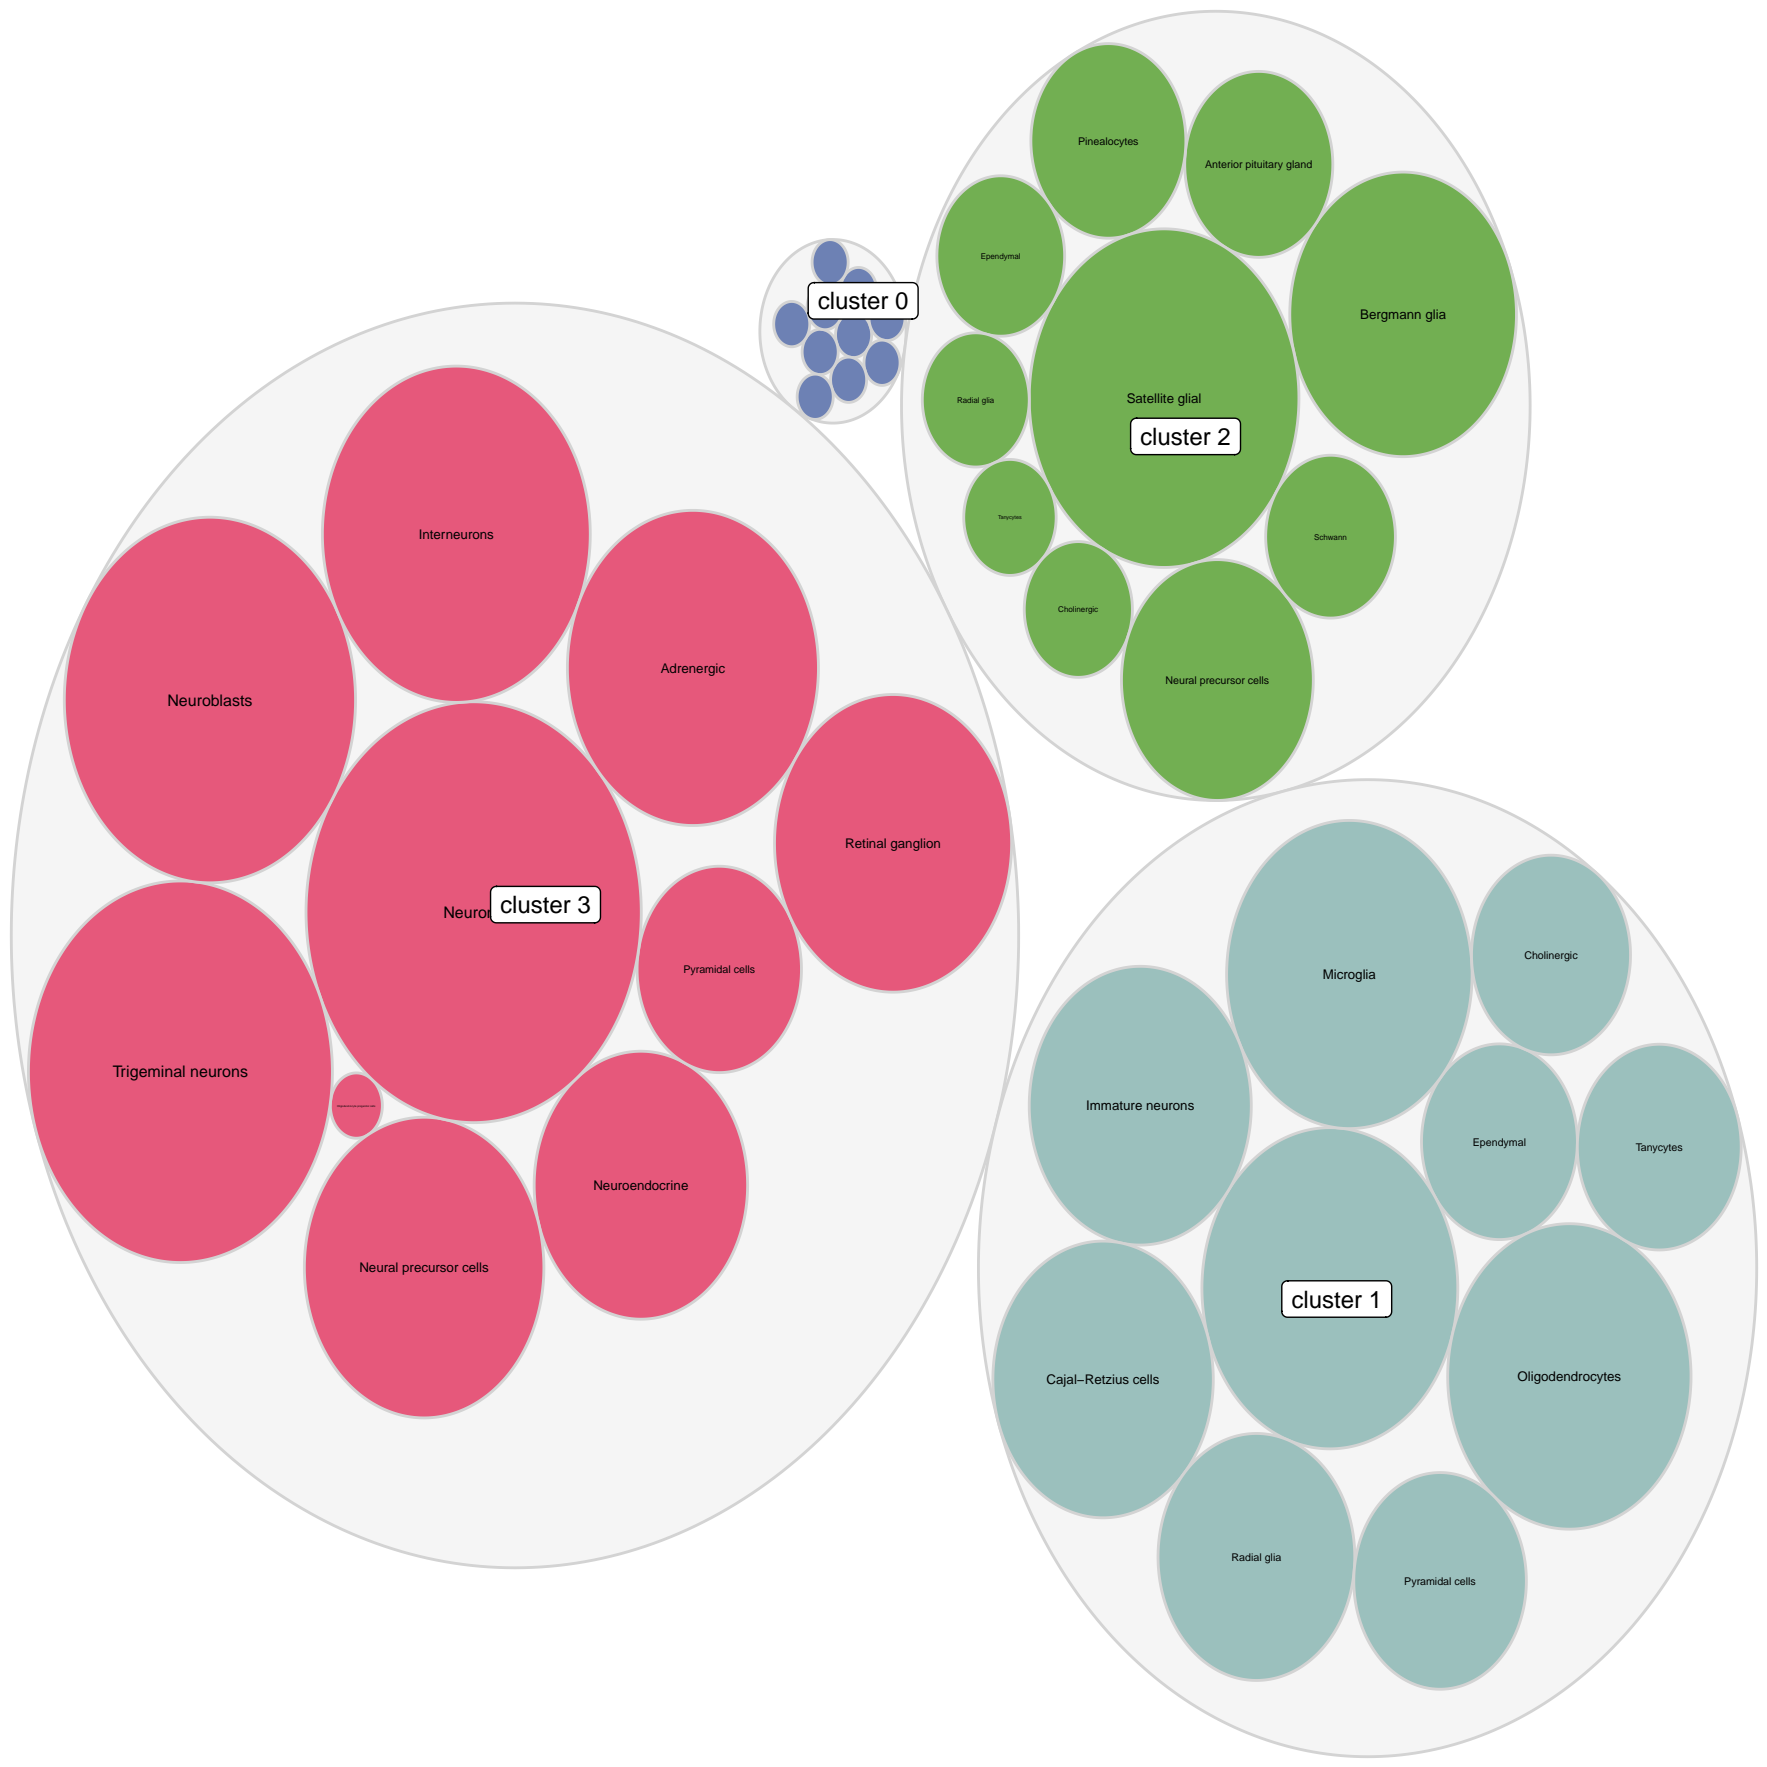 Pinealocytes
Anterior pituitary gland
Ependymal
Bergmann glia
cluster 0
Radial glia
Satellite glial
cluster 2
Tanycytes
Schwann
Cholinergic
Neural precursor cells
Interneurons
Adrenergic
Neuroblasts
Retinal ganglion
cluster 3
Pyramidal cells
Trigeminal neurons
Neuroendocrine
Neural precursor cells
Cholinergic
Microglia
Immature neurons
Ependymal
Tanycytes
cluster 1
Cajal–Retzius cells
Oligodendrocytes
Radial glia
Pyramidal cells